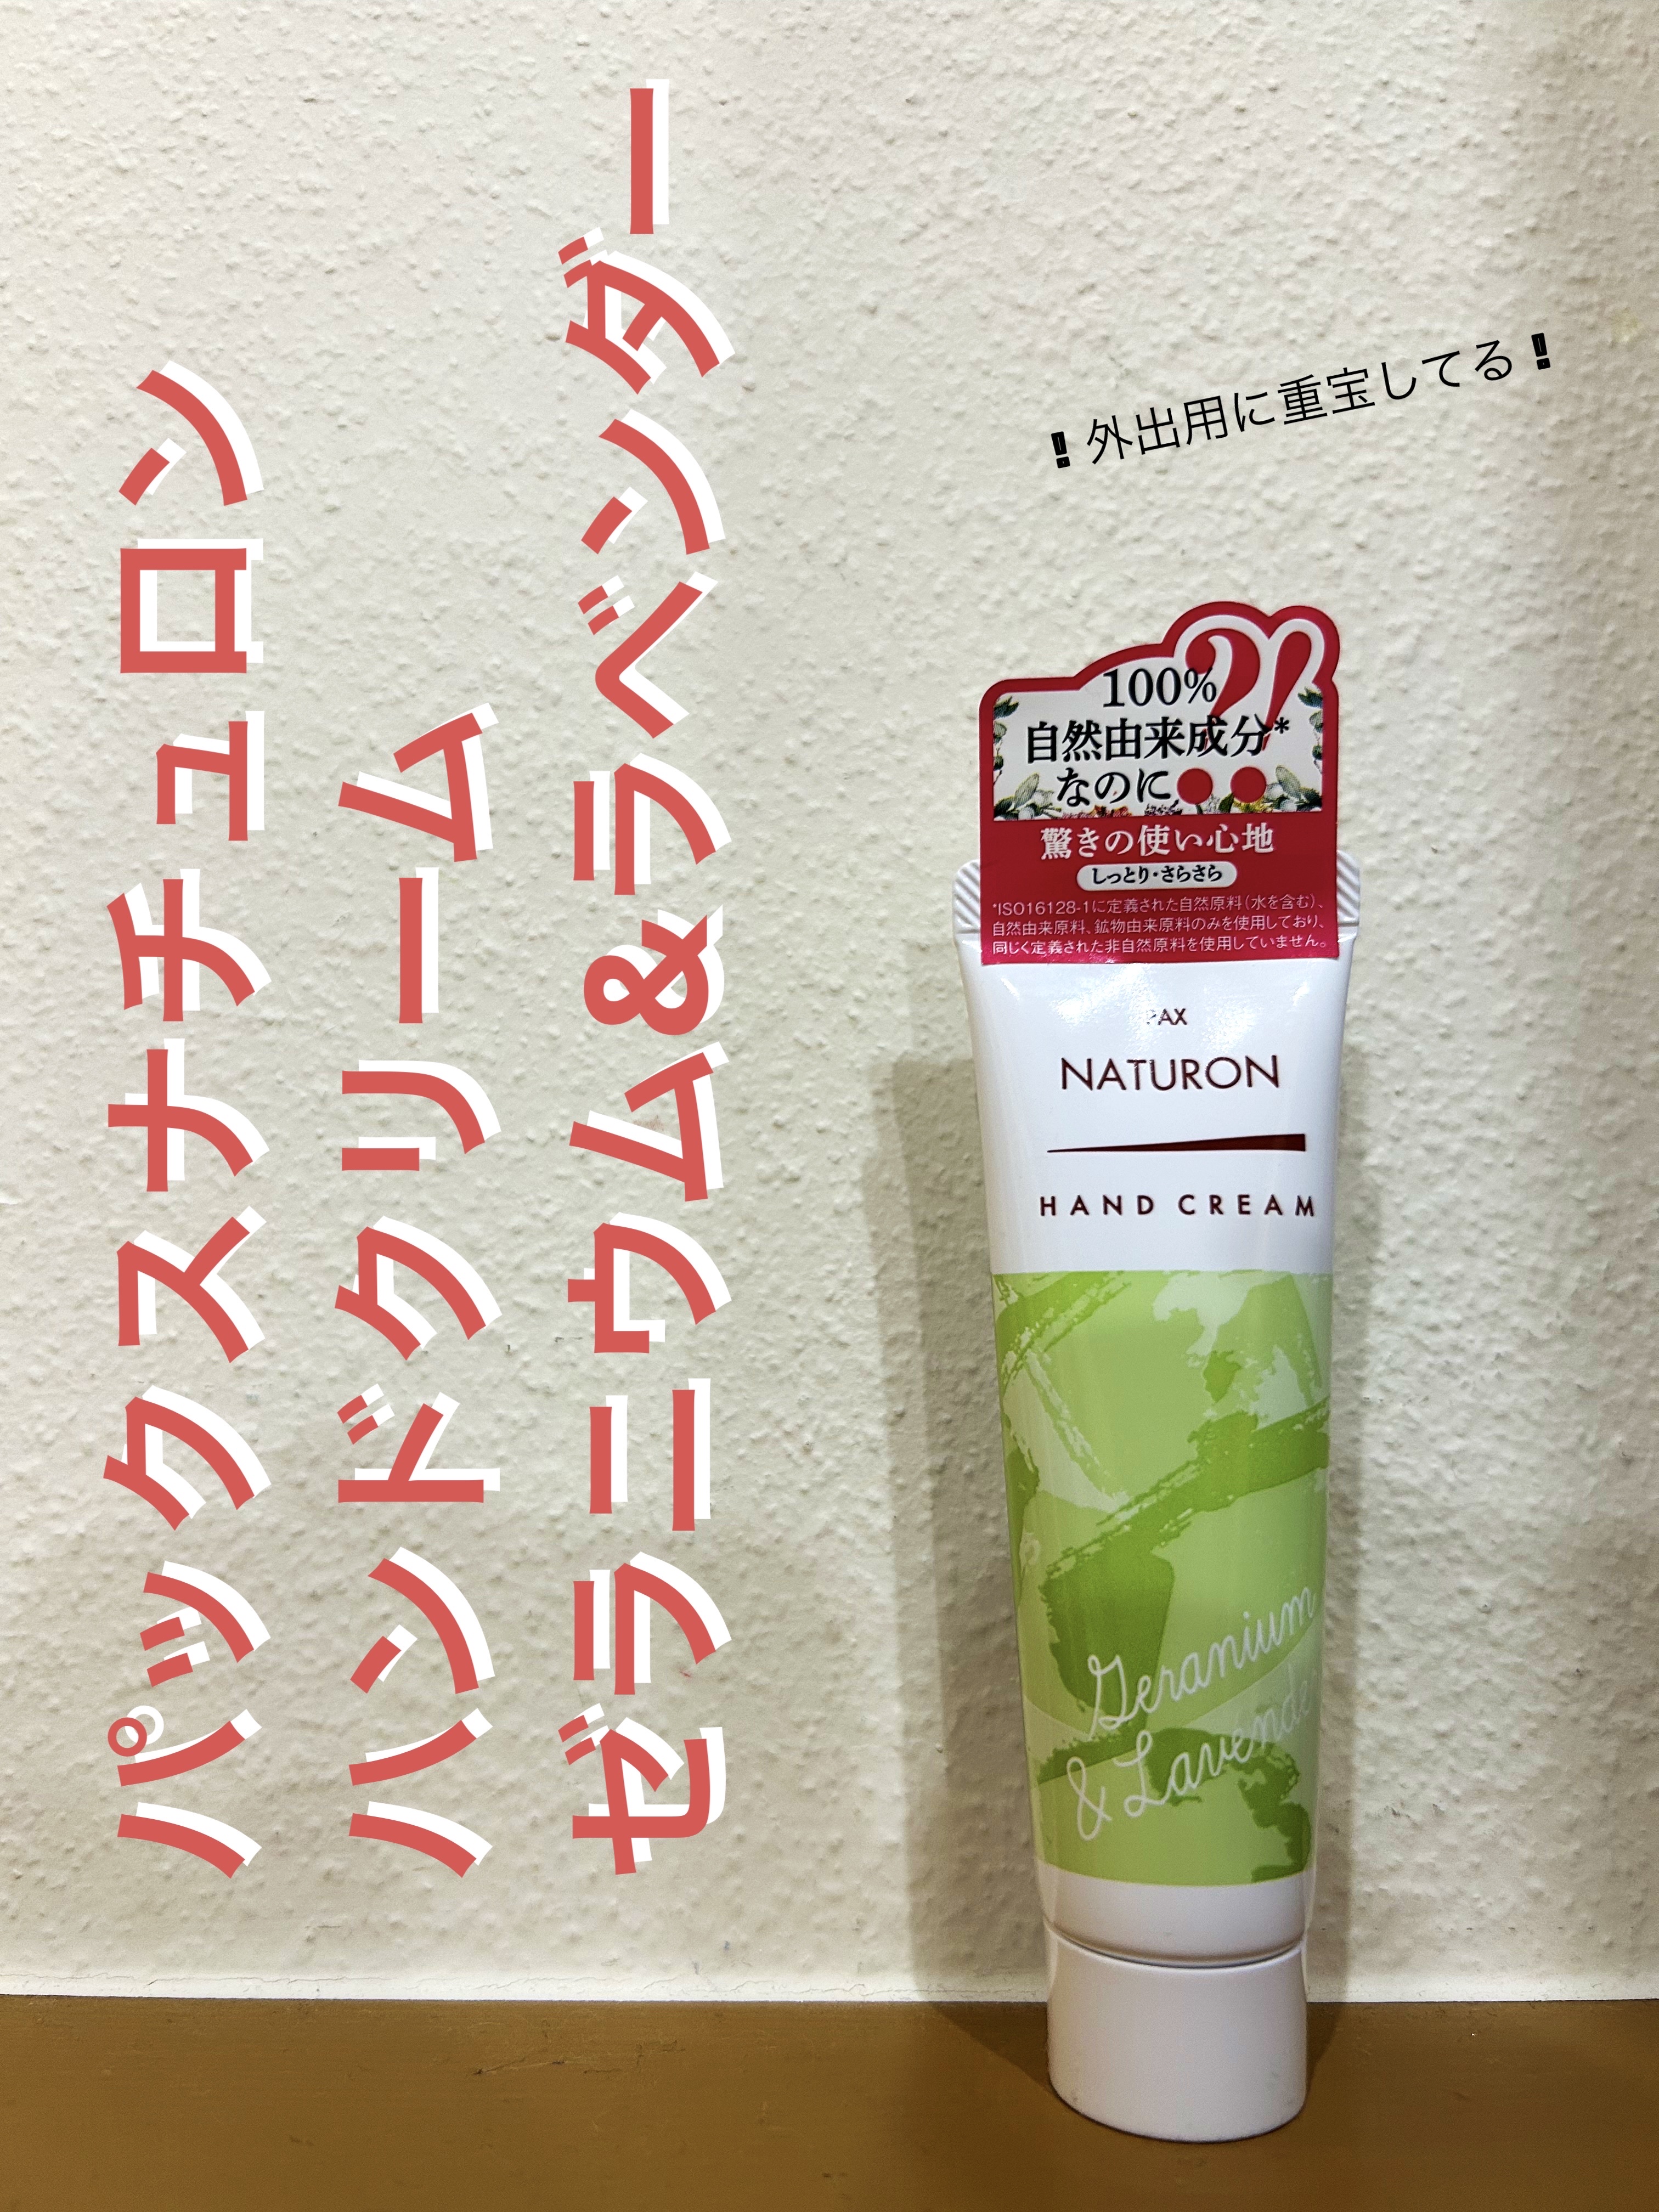 パックスナチュロン
ハンドクリーム
ゼラニウム&ラベンダー
❗外出用に重宝してる❗
100%
自然由来成分*
なのに
?!
驚きの使い心地
しっとり・さらさら
*ISO16128-1に定義された自然原料(水を含む)、
自然由来原料、鉱物由来原料のみを使用しており、
同じく定義された非自然原料を使用していません。
PAX
NATURON
HAND CREAM
Geranium
& Lavender